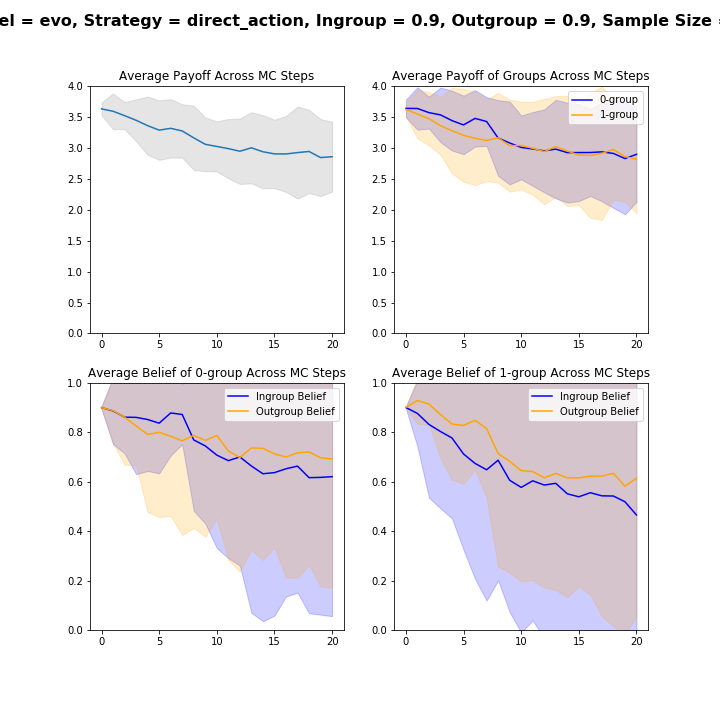 el = evo, Strategy = direct_action, Ingroup = 0.9, Outgroup = 0.9, Sample Size =
Average Payoff Across MC Steps
4.0
3.5
3.0
2.5
2.0
1.5
1.0
0.5
0.0
0 5 10 15 20
Average Payoff of Groups Across MC Steps
0-group
1-group
4.0
3.5
3.0
2.5
2.0
1.5
1.0
0.5
0.0
0 5 10 15 20
Average Belief of 0-group Across MC Steps
Ingroup Belief
Outgroup Belief
1.0
0.8
0.6
0.4
0.2
0.0
0 5 10 15 20
Average Belief of 1-group Across MC Steps
Ingroup Belief
Outgroup Belief
1.0
0.8
0.6
0.4
0.2
0.0
0 5 10 15 20